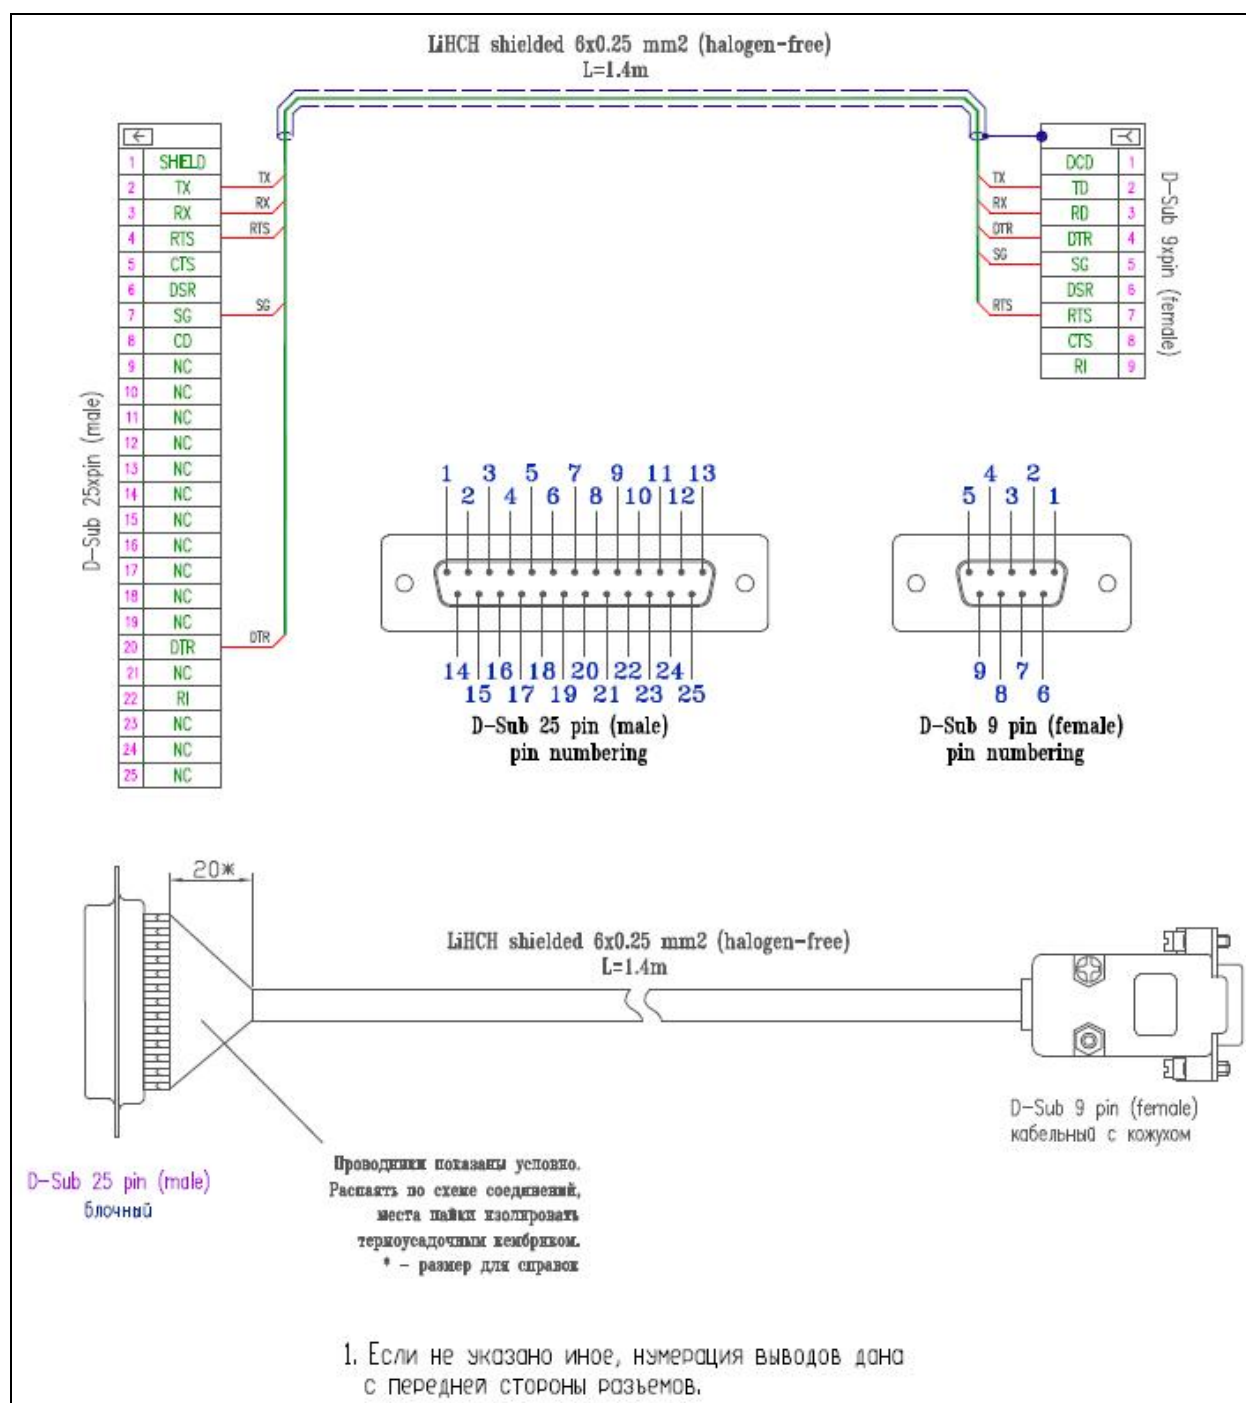 LiHCH shielded 6x0.25 mm2 (halogen-free)
L=1.4m
D-Sub 25xpin (male)
1 SHIELD
2 TX
3 RX
4 RTS
5 CTS
6 DSR
7 SG
8 CD
9 NC
10 NC
11 NC
12 NC
13 NC
14 NC
15 NC
16 NC
17 NC
18 NC
19 NC
20 DTR
21 NC
22 RI
23 NC
24 NC
25 NC
TX
RX
RTS
SG
DTR
TX
RX
DTR
SG
RTS
DCD 1
TD 2
RD 3
DTR 4
SG 5
DSR 6
RTS 7
CTS 8
RI 9
D-Sub 9xpin (female)
1 3 5 7 9 11 13
2 4 6 8 10 12
14 16 18 20 22 24
15 17 19 21 23 25
D-Sub 25 pin (male)
pin numbering
4 2
5 3 1
9 7
8 6
D-Sub 9 pin (female)
pin numbering
20*
LiHCH shielded 6x0.25 mm2 (halogen-free)
L=1.4m
D-Sub 25 pin (male)
блочный
Проводники показаны условно.
Распаять по схеме соединений,
места пайки изолировать
термоусадочным кембриком.
* - размер для справок
D-Sub 9 pin (female)
кабельный с кожухом
1. Если не указано иное, нумерация выводов дана
с передней стороны разъемов.